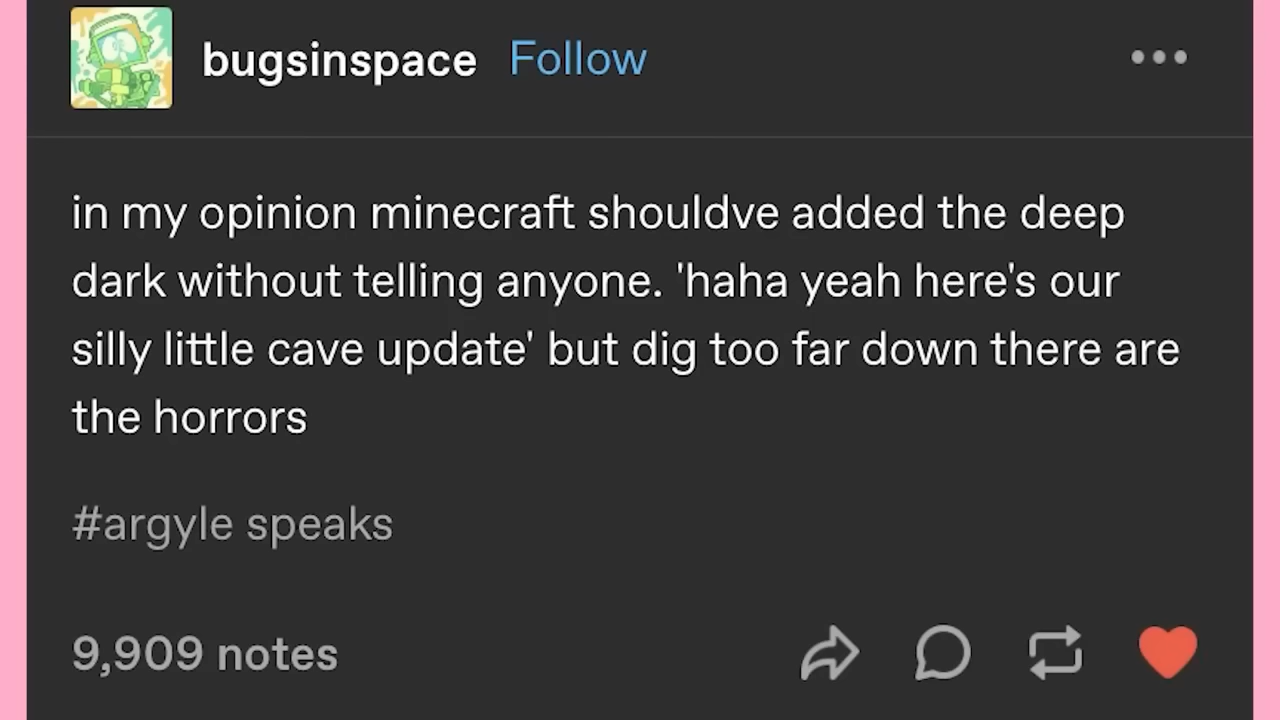 bugsinspace Follow
in my opinion minecraft shouldve added the deep
dark without telling anyone. 'haha yeah here's our
silly little cave update' but dig too far down there are
the horrors
#argyle speaks
9,909 notes